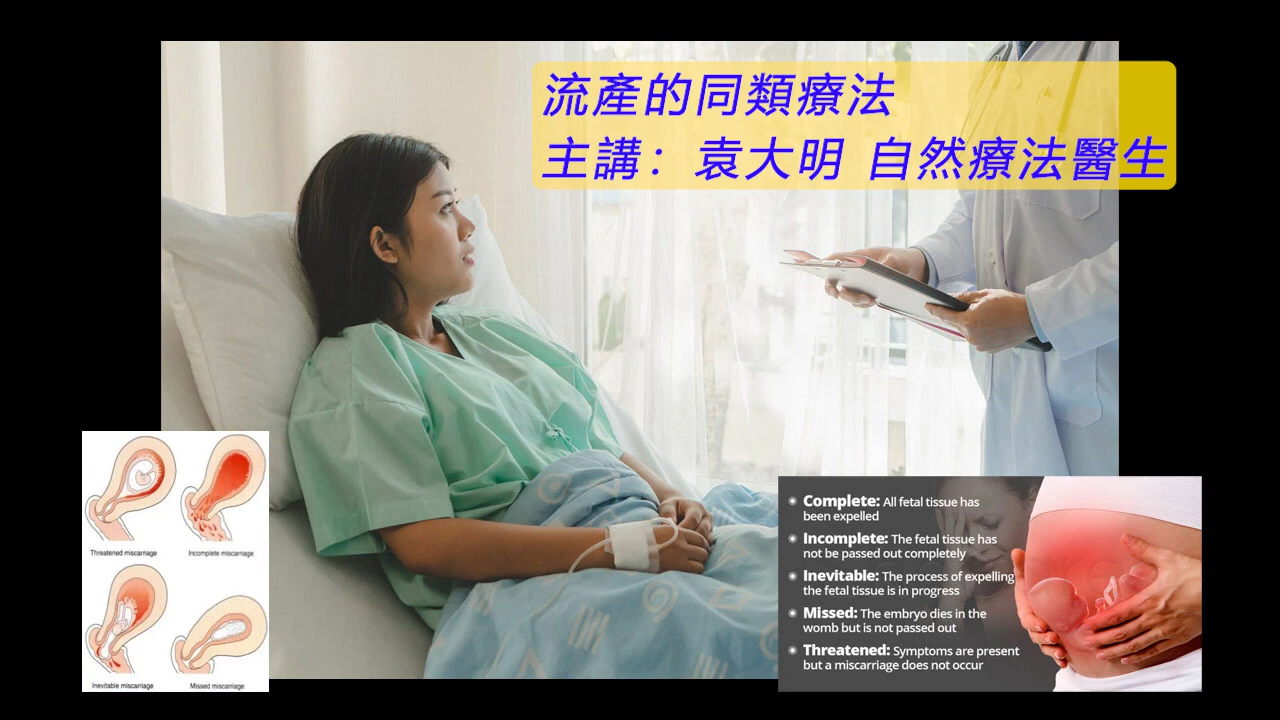 流產的同類療法
主講：袁大明 自然療法醫生
Threatened miscarriage
Incomplete miscarriage
Inevitable miscarriage
Missed miscarriage
Complete: All fetal tissue has
been expelled
Incomplete: The fetal tissue has
not be passed out completely
Inevitable: The process of expelling
the fetal tissue is in progress
Missed: The embryo dies in the
womb but is not passed out
Threatened: Symptoms are present
but a miscarriage does not occur